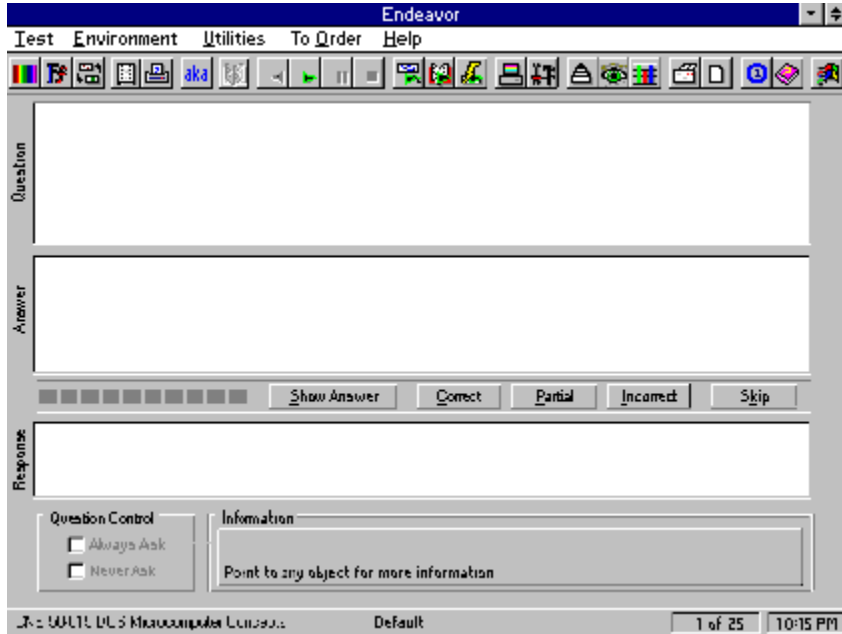 Endeavor
Test Environment Utilities To Order Help
aka
Question
Answer
Show Answer Correct Partial Incorrect Skip
Response
Question Control Information
Always Ask
Never Ask
Point to any object for more information
Microcomputer Concepts Default 1 of 25 10:15 PM